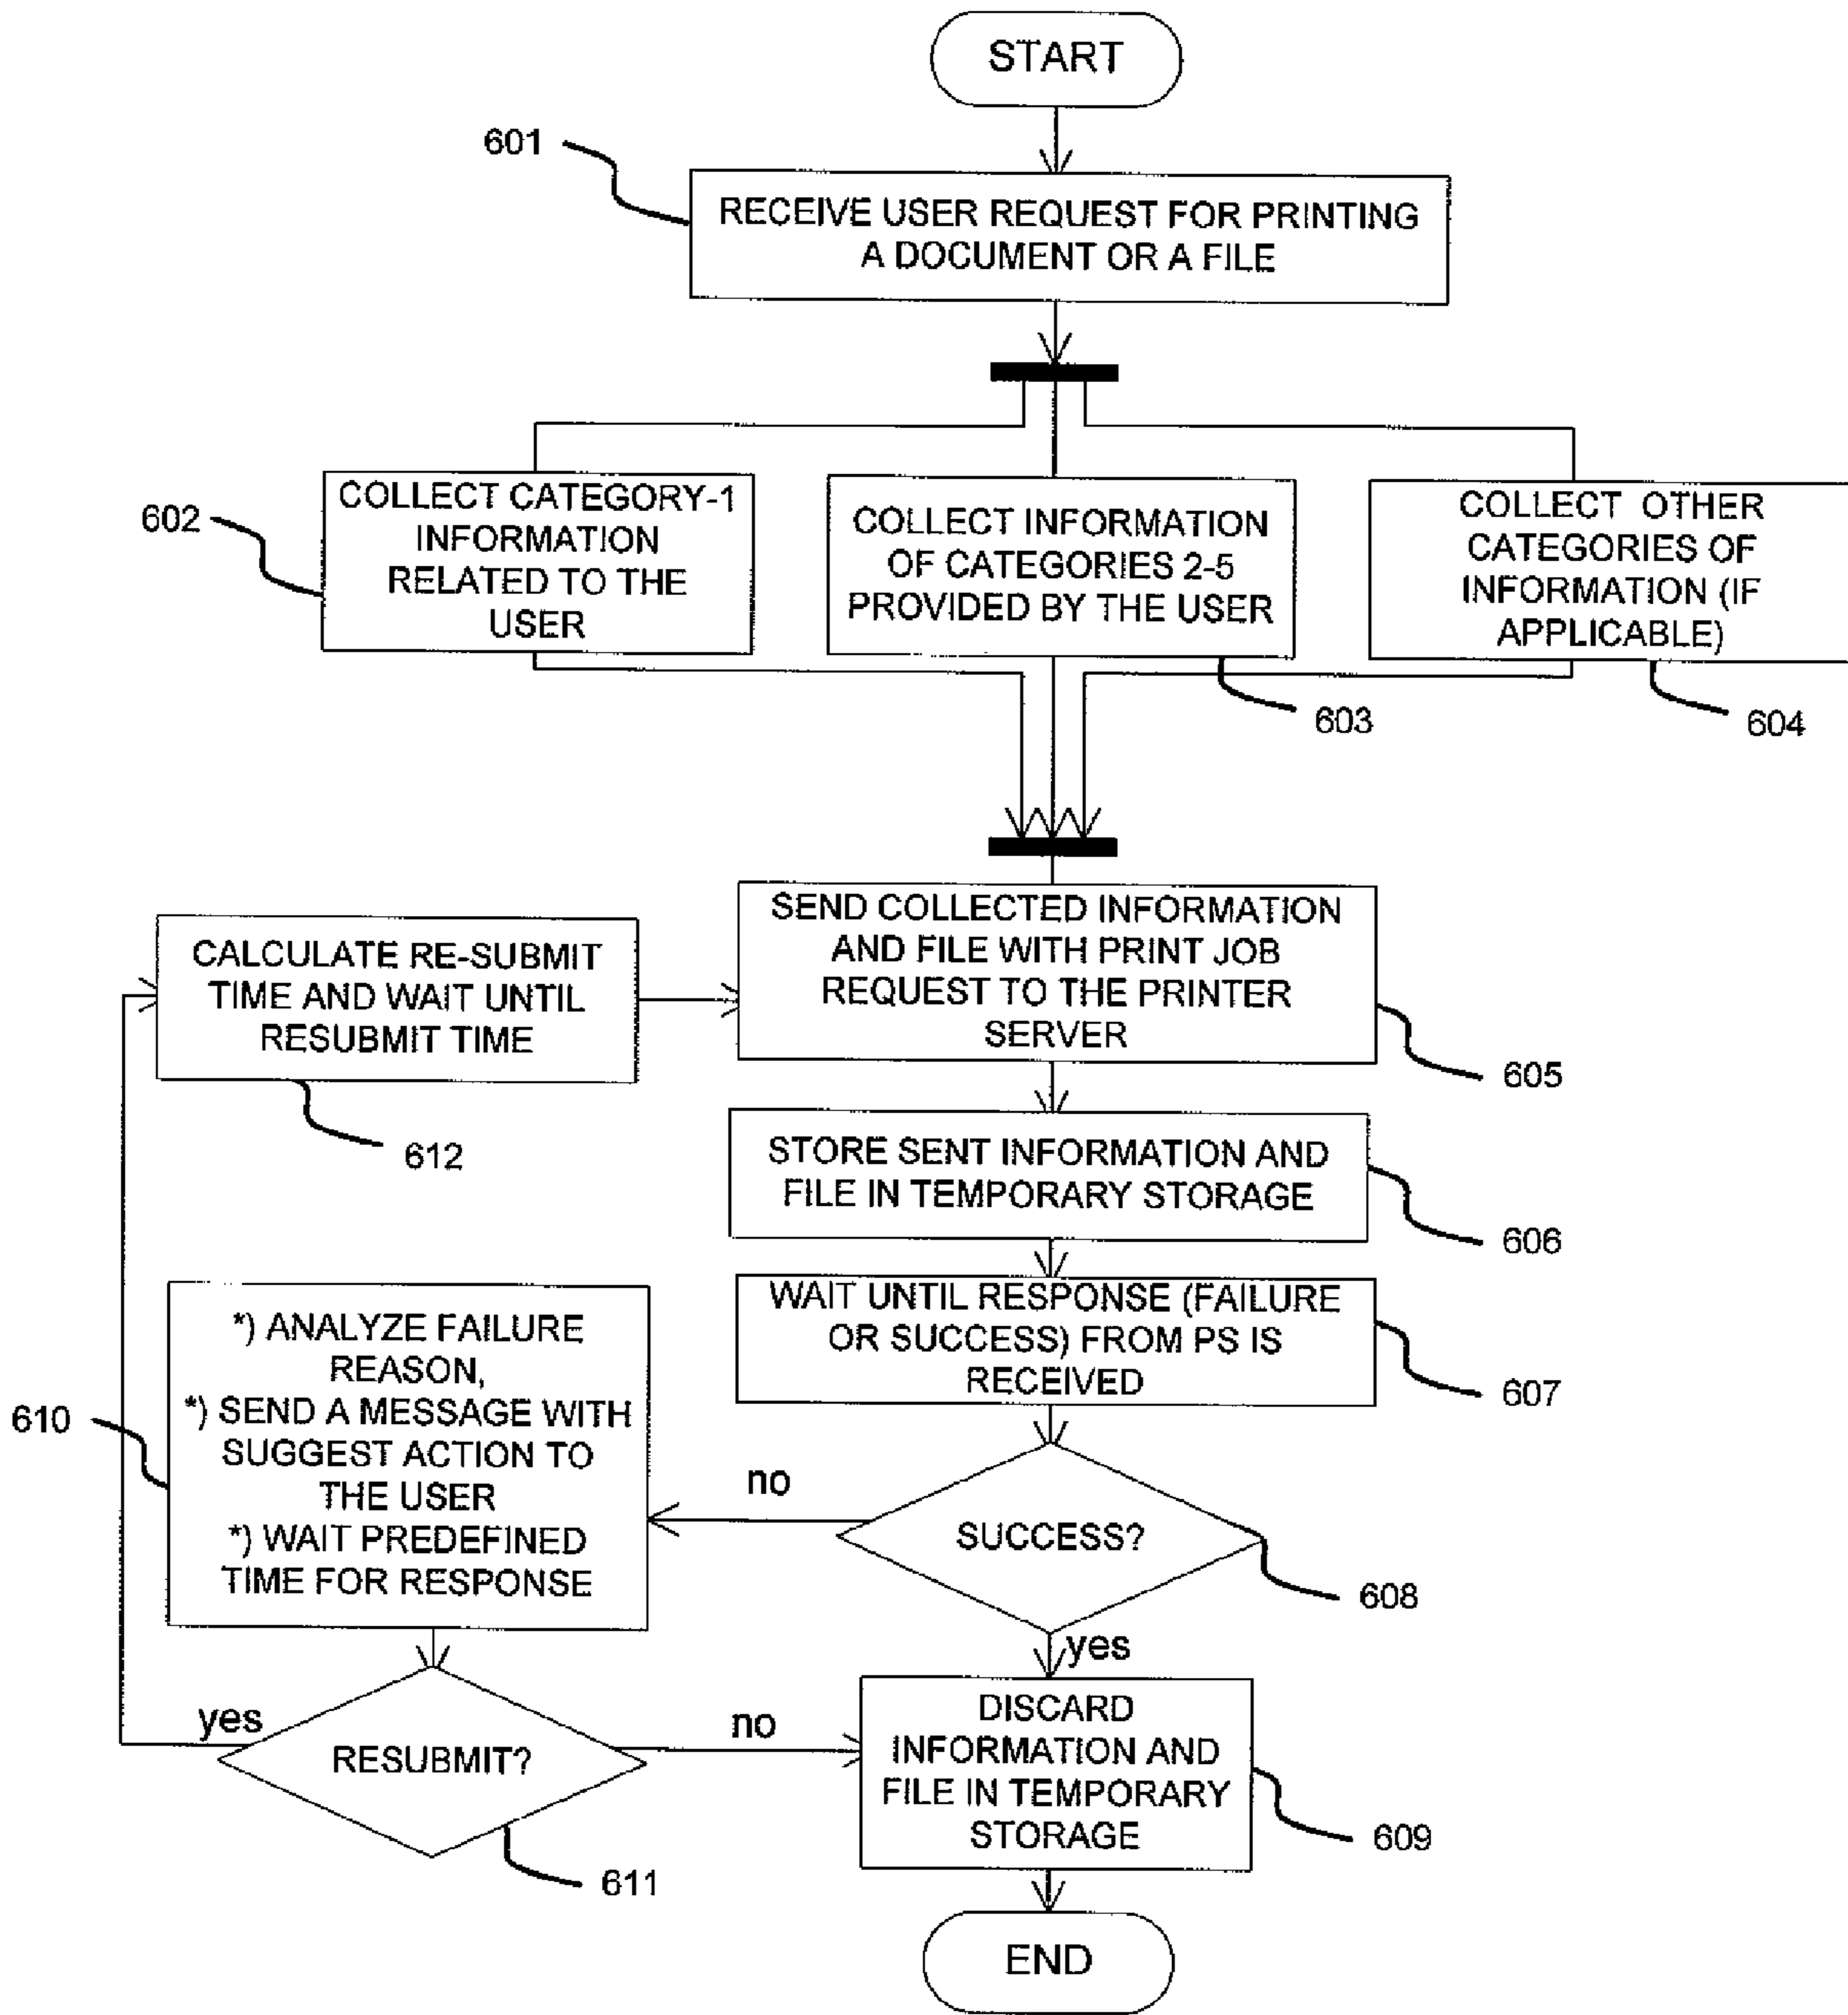 START
601
RECEIVE USER REQUEST FOR PRINTING
A DOCUMENT OR A FILE
602
COLLECT CATEGORY-1
INFORMATION
RELATED TO THE
USER
COLLECT INFORMATION
OF CATEGORIES 2-5
PROVIDED BY THE USER
603
COLLECT OTHER
CATEGORIES OF
INFORMATION (IF
APPLICABLE)
604
SEND COLLECTED INFORMATION
AND FILE WITH PRINT JOB
REQUEST TO THE PRINTER
SERVER
605
CALCULATE RE-SUBMIT
TIME AND WAIT UNTIL
RESUBMIT TIME
612
STORE SENT INFORMATION AND
FILE IN TEMPORARY STORAGE
606
WAIT UNTIL RESPONSE (FAILURE
OR SUCCESS) FROM PS IS
RECEIVED
607
610
*) ANALYZE FAILURE
REASON,
*) SEND A MESSAGE WITH
SUGGEST ACTION TO
THE USER
*) WAIT PREDEFINED
TIME FOR RESPONSE
no
SUCCESS?
608
yes
yes
RESUBMIT?
no
611
DISCARD
INFORMATION AND
FILE IN TEMPORARY
STORAGE
609
END